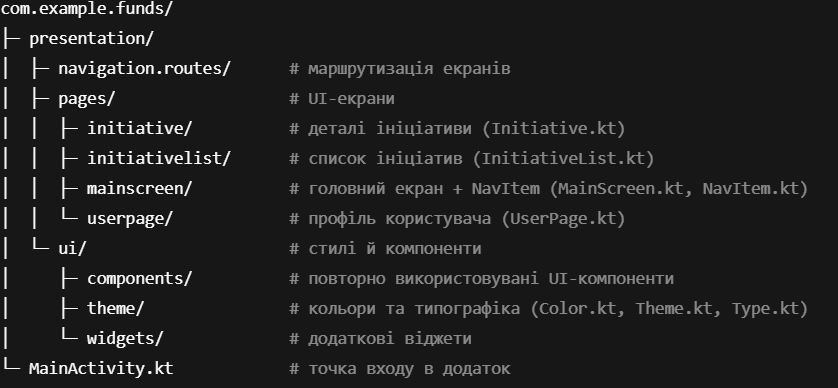 com.example.funds/
├─ presentation/
│  ├─ navigation.routes/      # маршрутизація екранів
│  ├─ pages/                  # UI-екрани
│  │  ├─ initiative/          # деталі ініціативи (Initiative.kt)
│  │  ├─ initiativelist/      # список ініціатив (InitiativeList.kt)
│  │  ├─ mainscreen/          # головний екран + NavItem (MainScreen.kt, NavItem.kt)
│  │  └─ userpage/            # профіль користувача (UserPage.kt)
│  └─ ui/                     # стилі й компоненти
│     ├─ components/          # повторно використовувані UI-компоненти
│     ├─ theme/               # кольори та типографіка (Color.kt, Theme.kt, Type.kt)
│     └─ widgets/             # додаткові віджети
└─ MainActivity.kt            # точка входу в додаток